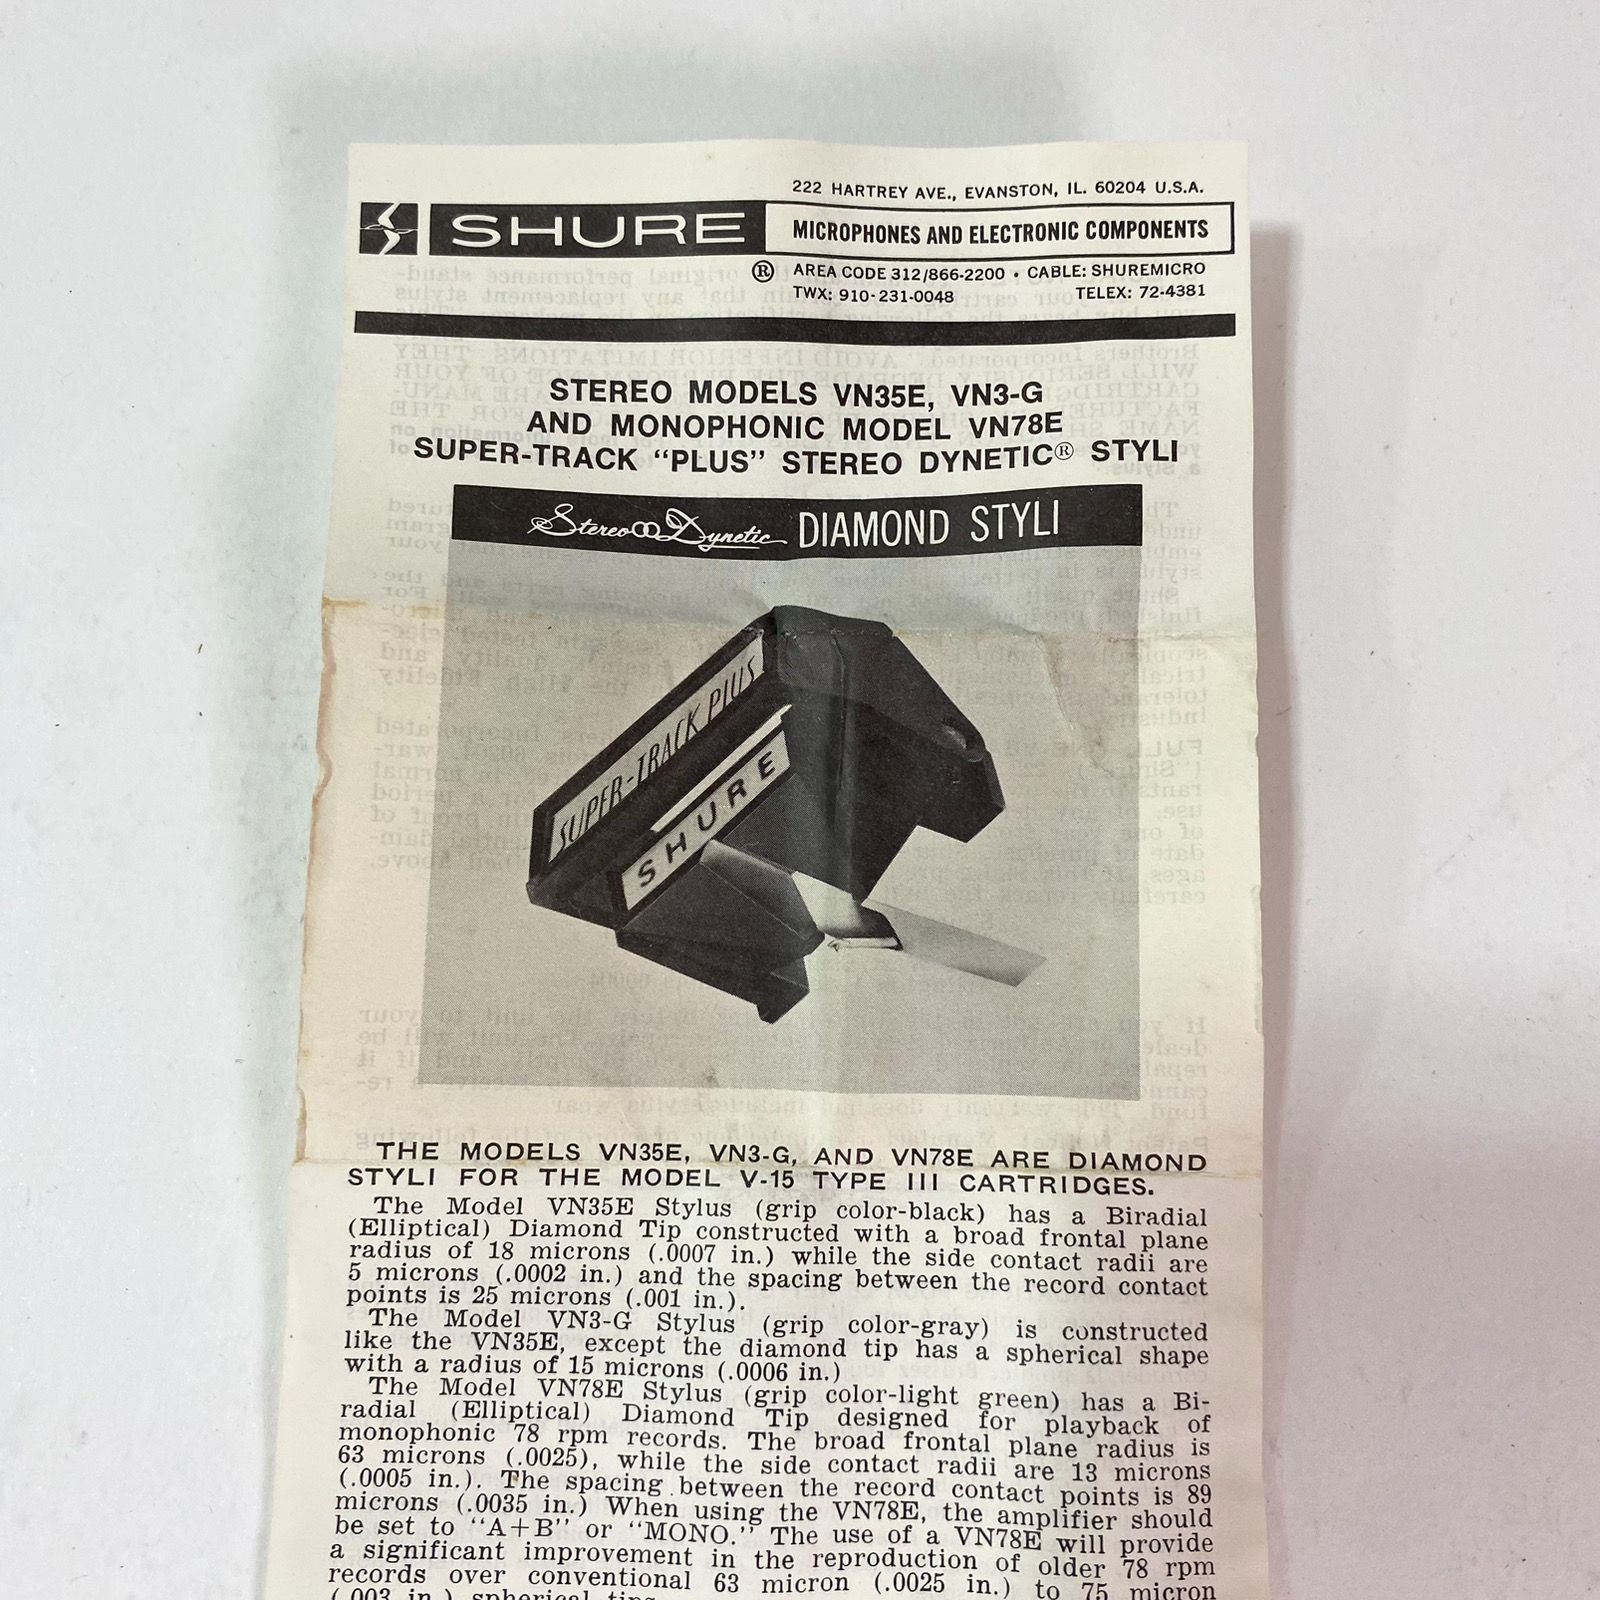 222 HARTREY AVE., EVANSTON, IL. 60204 U.S.A.
SHURE
MICROPHONES AND ELECTRONIC COMPONENTS
® AREA CODE 312/866-2200 • CABLE: SHUREMICRO
TWX: 910-231-0048 TELEX: 72-4381
STEREO MODELS VN35E, VN3-G
AND MONOPHONIC MODEL VN78E
SUPER-TRACK “PLUS” STEREO DYNETIC® STYLI
Stereo Dynetic DIAMOND STYLI
SUPER-TRACK PLUS
SHURE
THE MODELS VN35E, VN3-G, AND VN78E ARE DIAMOND
STYLI FOR THE MODEL V-15 TYPE III CARTRIDGES.
The Model VN35E Stylus (grip color-black) has a Biradial
(Elliptical) Diamond Tip constructed with a broad frontal plane
radius of 18 microns (.0007 in.) while the side contact radii are
5 microns (.0002 in.) and the spacing between the record contact
points is 25 microns (.001 in.).
The Model VN3-G Stylus (grip color-gray) is constructed
like the VN35E, except the diamond tip has a spherical shape
with a radius of 15 microns (.0006 in.)
The Model VN78E Stylus (grip color-light green) has a Bi-
radial (Elliptical) Diamond Tip designed for playback of
monophonic 78 rpm records. The broad frontal plane radius is
63 microns (.0025), while the side contact radii are 13 microns
(.0005 in.). The spacing between the record contact points is 89
microns (.0035 in.) When using the VN78E, the amplifier should
be set to “A+B” or “MONO.” The use of a VN78E will provide
a significant improvement in the reproduction of older 78 rpm
records over conventional 63 micron (.0025 in.) to 75 micron
(.003 in.) spherical tips.